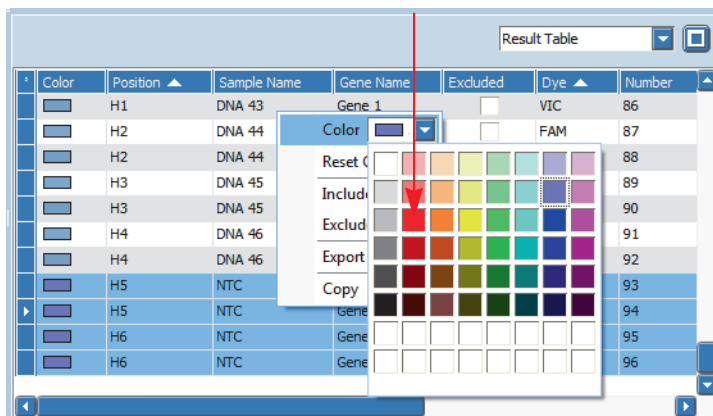 Result Table
Color Position Sample Name Gene Name Excluded Dye Number
H1 DNA 43 Gene 1 VIC 86
H2 DNA 44 Color FAM 87
H2 DNA 44 Reset 88
H3 DNA 45 Include 89
H3 DNA 45 Exclud 90
H4 DNA 46 91
H4 DNA 46 Export 92
H5 NTC Copy 93
H5 NTC Gene 94
H6 NTC Gene 95
H6 NTC Gene 96